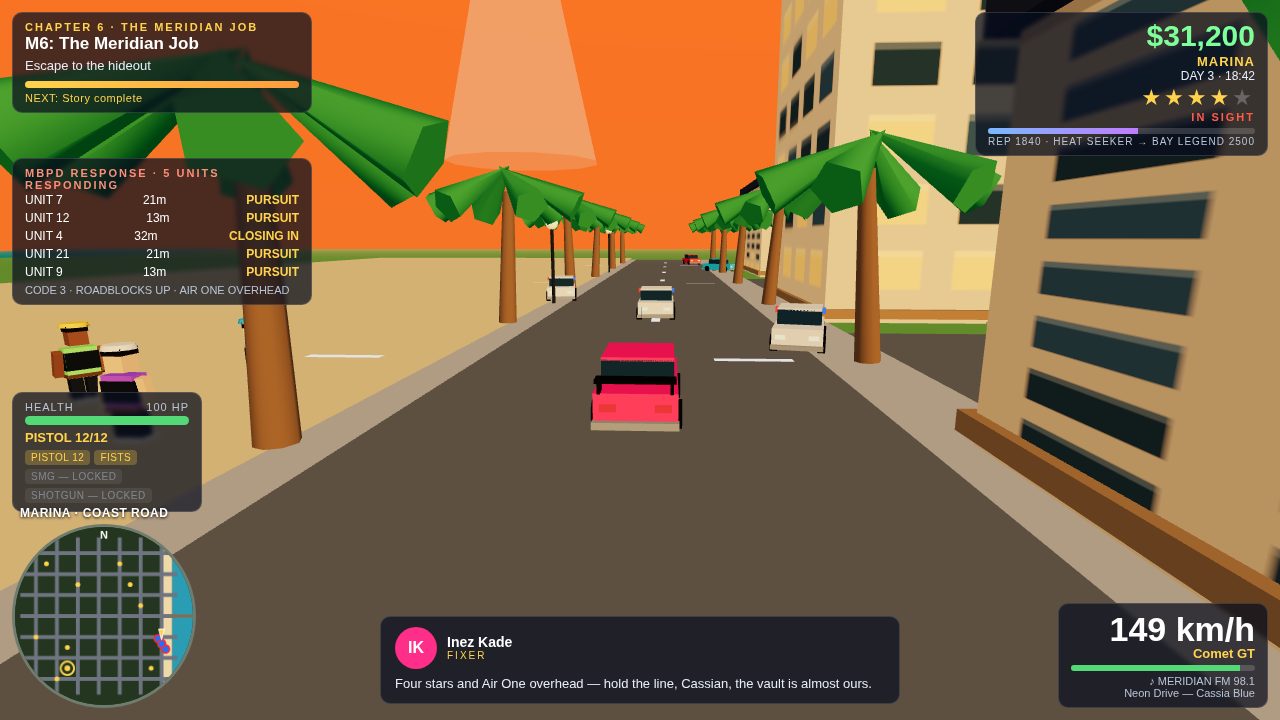 CHAPTER 6 · THE MERIDIAN JOB
M6: The Meridian Job
Escape to the hideout
NEXT: Story complete
MBPD RESPONSE · 5 UNITS RESPONDING
UNIT 7 21m PURSUIT
UNIT 12 13m PURSUIT
UNIT 4 32m CLOSING IN
UNIT 21 21m PURSUIT
UNIT 9 13m PURSUIT
CODE 3 · ROADBLOCKS UP · AIR ONE OVERHEAD
$31,200
MARINA
DAY 3 · 18:42
★★★★★
IN SIGHT
REP 1840 · HEAT SEEKER → BAY LEGEND 2500
HEALTH 100 HP
PISTOL 12/12
PISTOL 12 FISTS
SMG — LOCKED
SHOTGUN — LOCKED
MARINA · COAST ROAD
N
IK
Inez Kade
FIXER
Four stars and Air One overhead — hold the line, Cassian, the vault is almost ours.
149 km/h
Comet GT
♪ MERIDIAN FM 98.1
Neon Drive — Cassia Blue